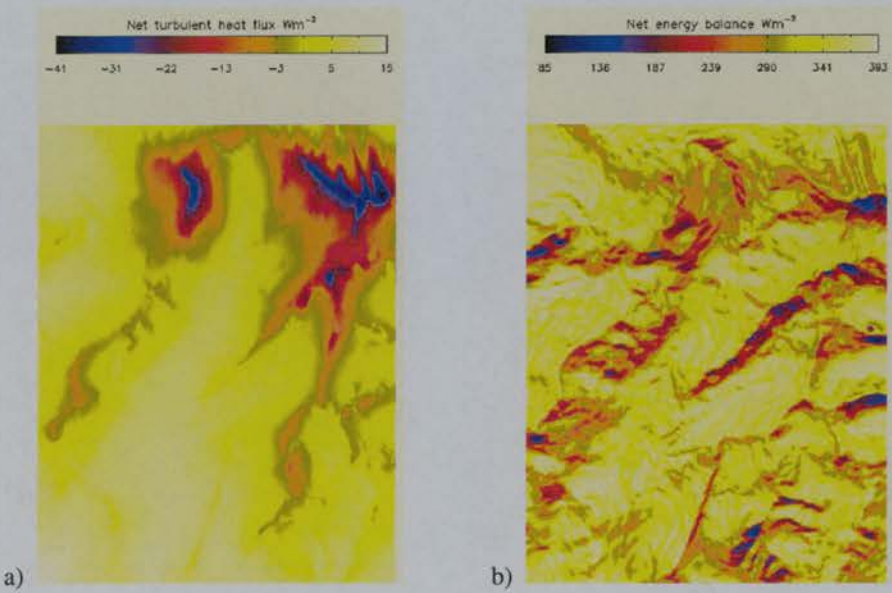 Net turbulent heat flux Wm⁻²
-41 -31 -22 -13 -3 5 15
a)
Net energy balance Wm⁻²
85 136 187 239 290 341 393
b)